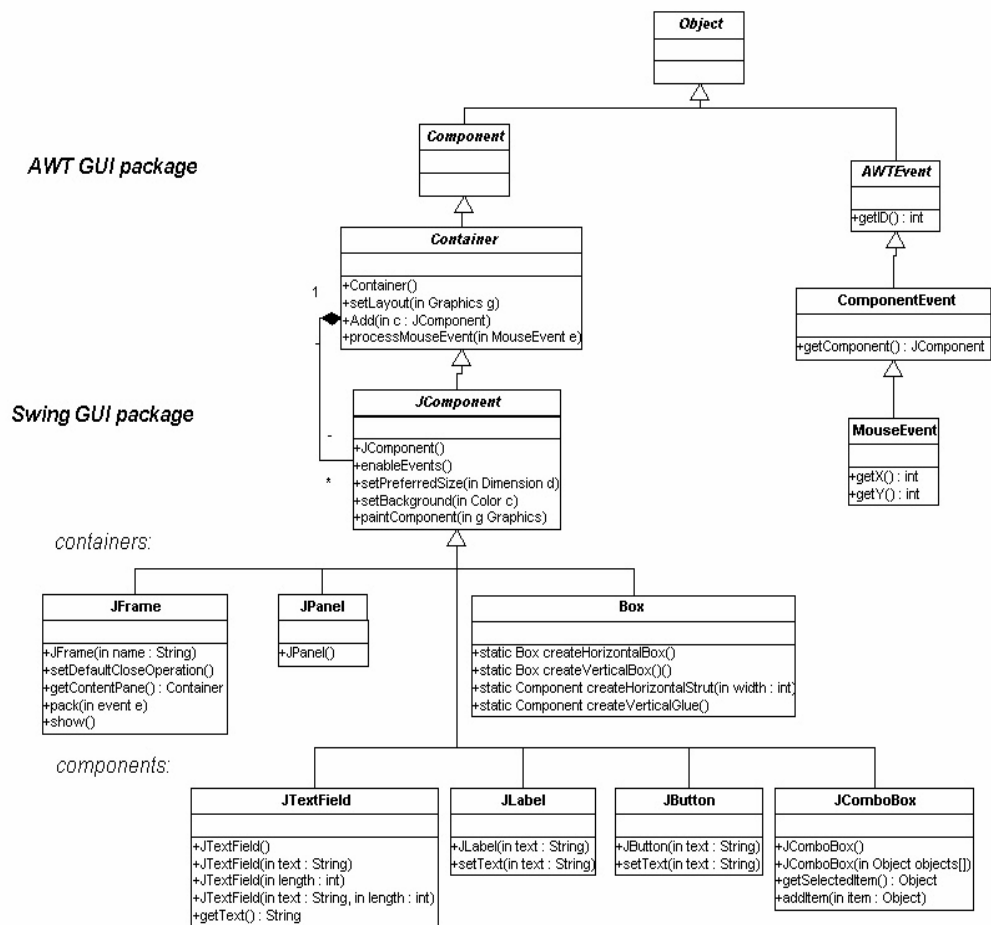 Object
Component
AWT GUI package
AWTEvent
+getID() : int
Container
+Container()
+setLayout(in Graphics g)
+Add(in c : JComponent)
+processMouseEvent(in MouseEvent e)
1
-
-
*
ComponentEvent
+getComponent() : JComponent
Swing GUI package
JComponent
+JComponent()
+enableEvents()
+setPreferredSize(in Dimension d)
+setBackground(in Color c)
+paintComponent(in g Graphics)
MouseEvent
+getX() : int
+getY() : int
containers:
JFrame
+JFrame(in name : String)
+setDefaultCloseOperation()
+getContentPane() : Container
+pack(in event e)
+show()
JPanel
+JPanel()
Box
+static Box createHorizontalBox()
+static Box createVerticalBox()()
+static Component createHorizontalStrut(in width : int)
+static Component createVerticalGlue()
components:
JTextField
+JTextField()
+JTextField(in text : String)
+JTextField(in length : int)
+JTextField(in text : String, in length : int)
+getText() : String
JLabel
+JLabel(in text : String)
+setText(in text : String)
JButton
+JButton(in text : String)
+setText(in text : String)
JComboBox
+JComboBox()
+JComboBox(in Object objects[])
+getSelectedItem() : Object
+addItem(in item : Object)